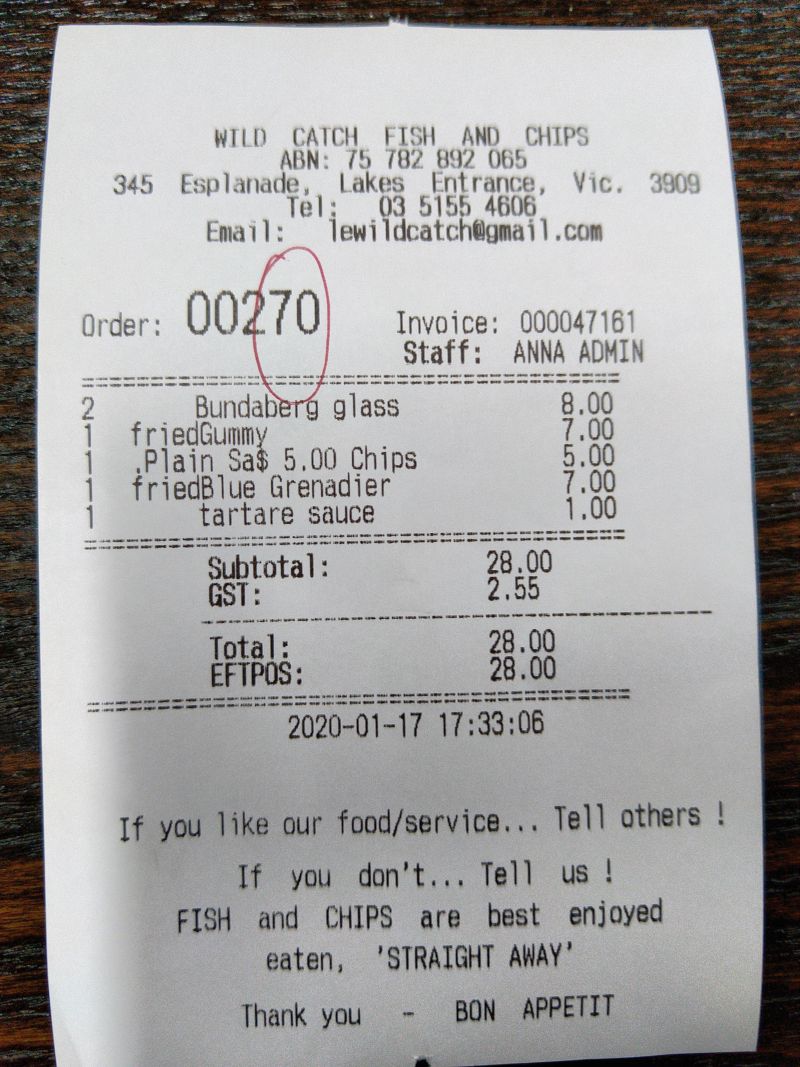 WILD CATCH FISH AND CHIPS
ABN: 75 782 892 065
345 Esplanade, Lakes Entrance, Vic. 3909
Tel: 03 5155 4606
Email: lewildcatch@gmail.com
Order: 00270
Invoice: 000047161
Staff: ANNA ADMIN
2 Bundaberg glass 8.00
1 friedGummy 7.00
1 .Plain Sa$ 5.00 Chips 5.00
1 friedBlue Grenadier 7.00
1 tartare sauce 1.00
Subtotal: 28.00
GST: 2.55
Total: 28.00
EFTPOS: 28.00
2020-01-17 17:33:06
If you like our food/service... Tell others !
If you don't... Tell us !
FISH and CHIPS are best enjoyed
eaten, 'STRAIGHT AWAY'
Thank you - BON APPETIT